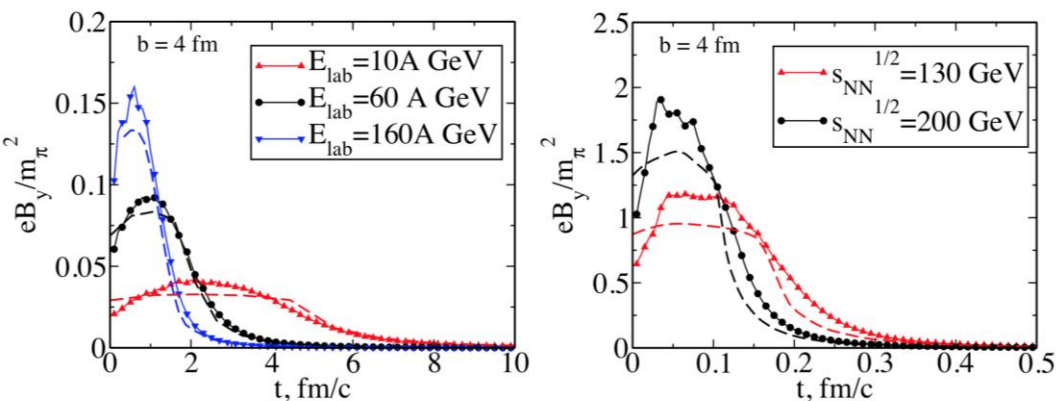 b = 4 fm
E_lab=10A GeV
E_lab=60 A GeV
E_lab=160A GeV
eB_y/m_π^2
0.2
0.15
0.1
0.05
0
0 2 4 6 8 10
t, fm/c
b = 4 fm
s_NN^1/2=130 GeV
s_NN^1/2=200 GeV
eB_y/m_π^2
2.5
2
1.5
1
0.5
0
0 0.1 0.2 0.3 0.4 0.5
t, fm/c